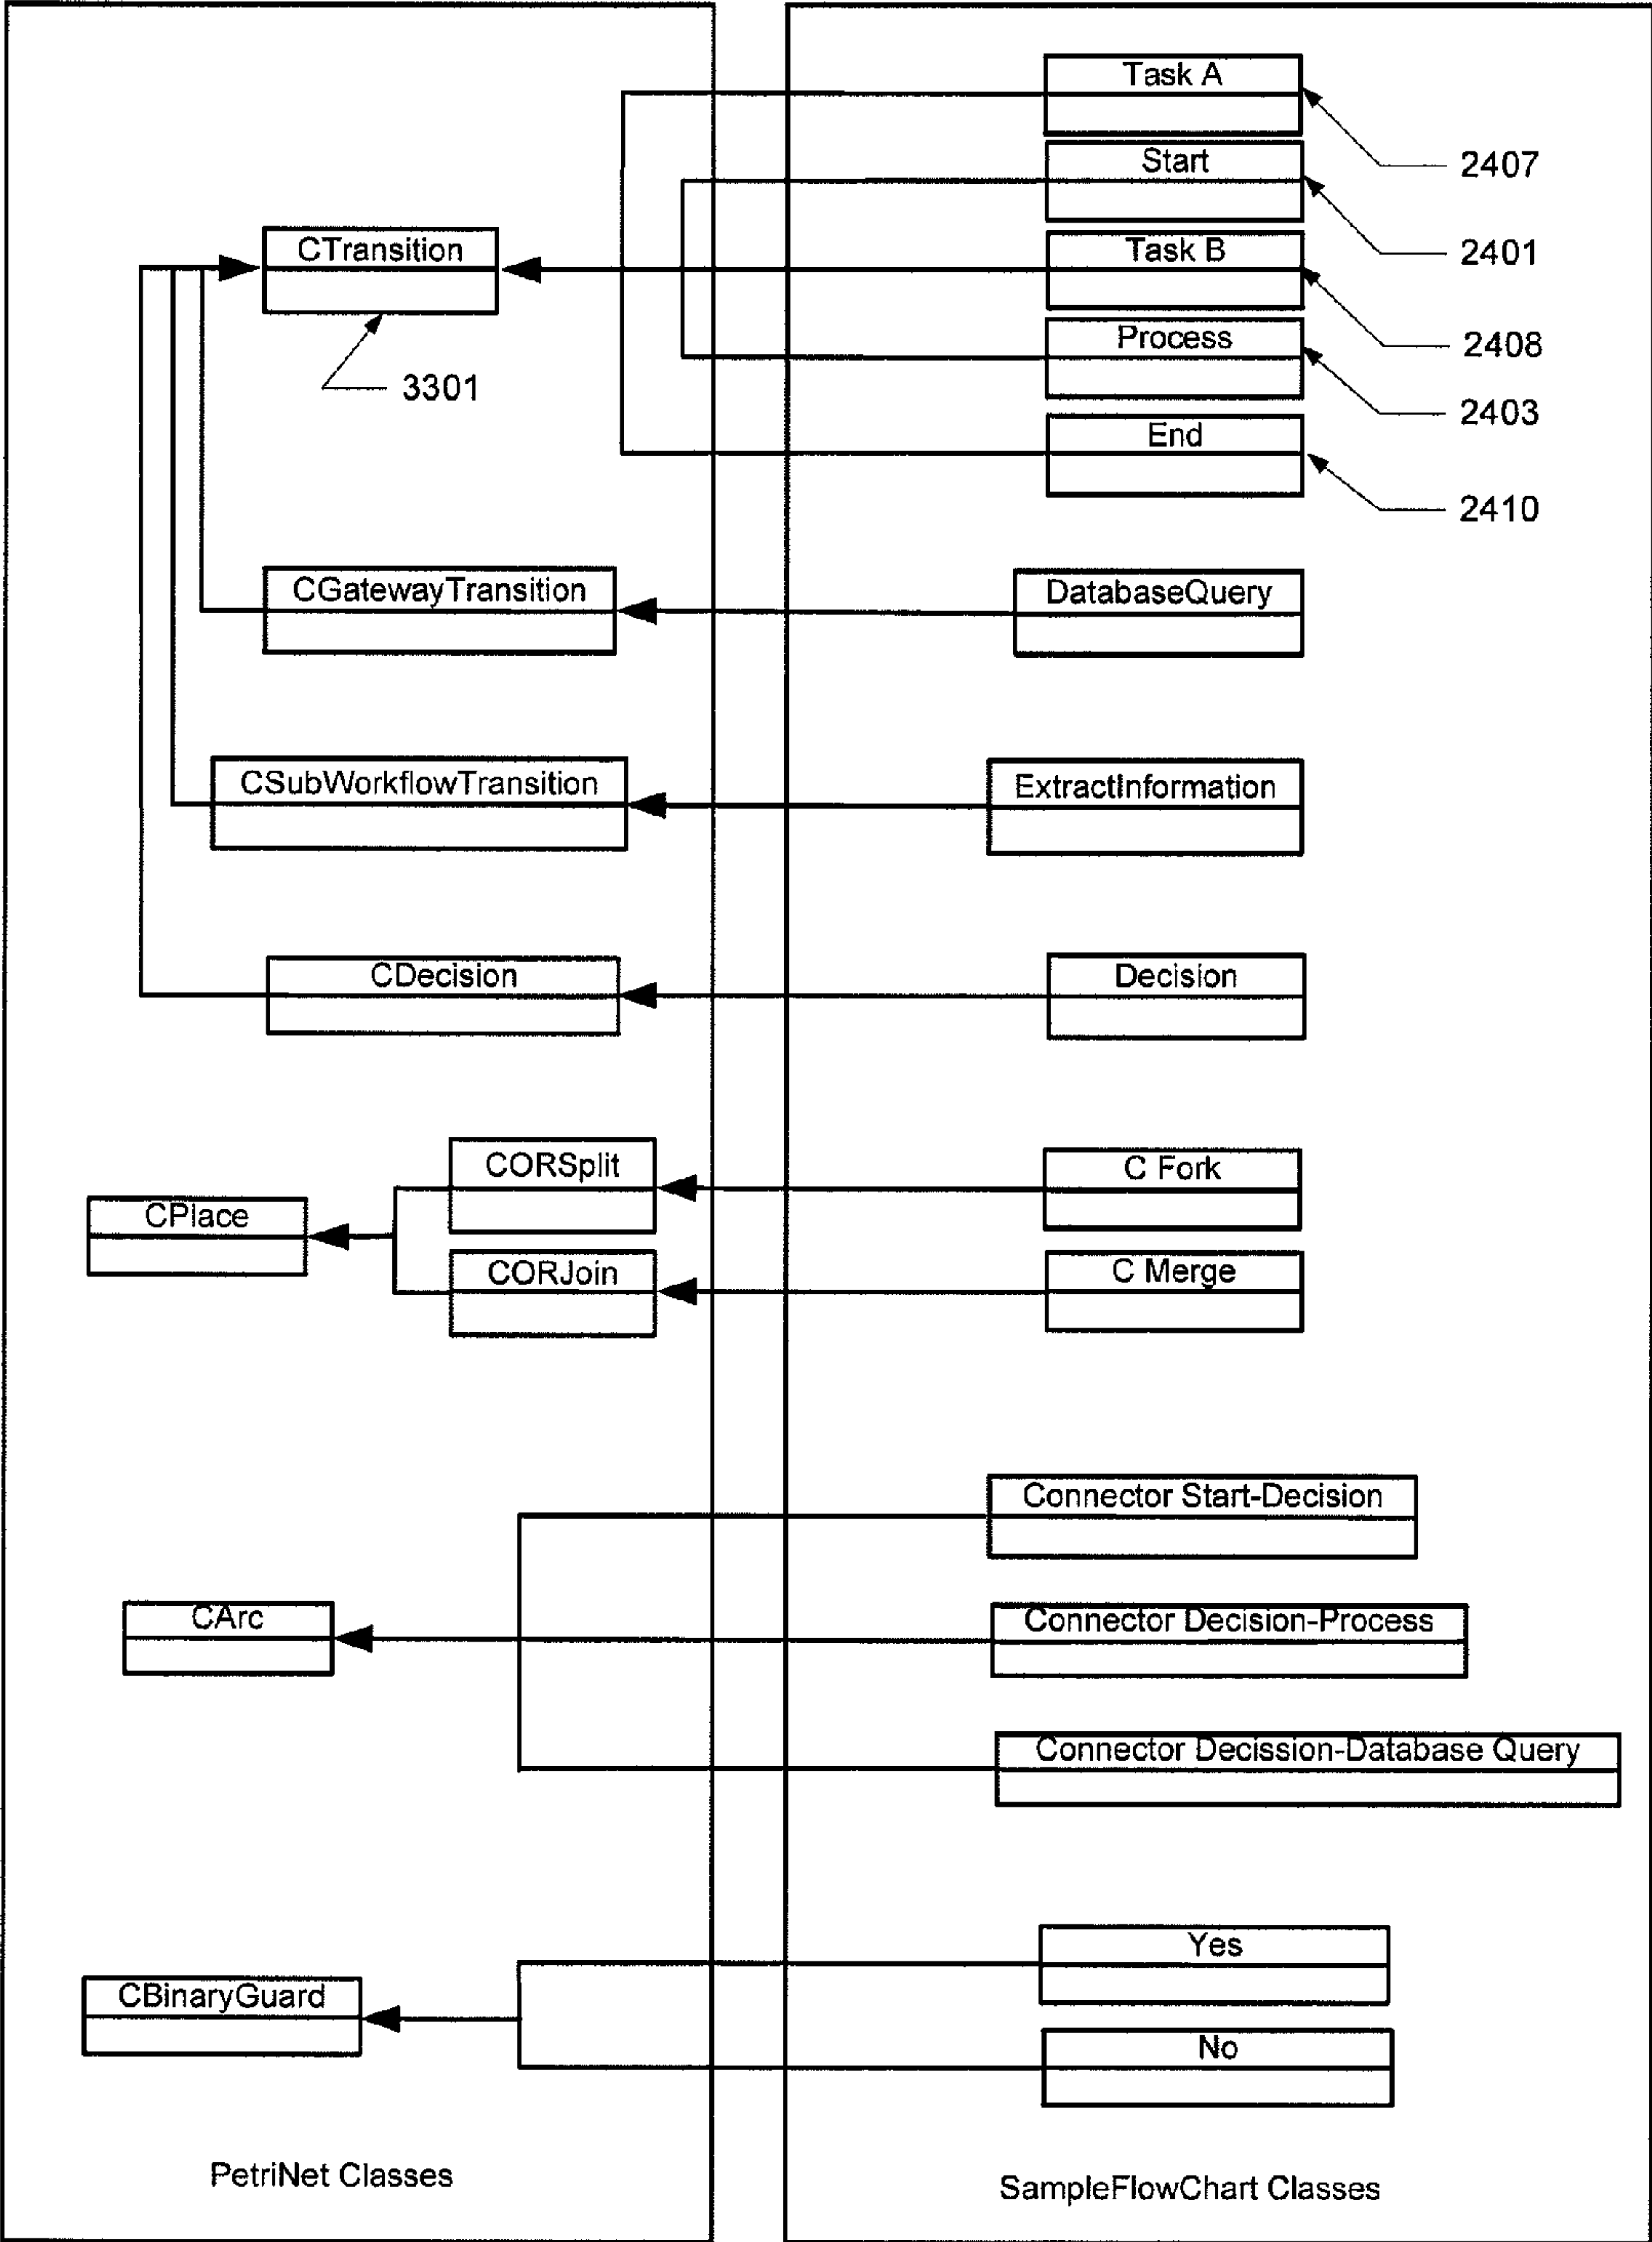 Task A
2407
Start
2401
CTransition
Task B
2408
3301
Process
2403
End
2410
CGatewayTransition
DatabaseQuery
CSubWorkflowTransition
ExtractInformation
CDecision
Decision
CORSplit
C Fork
CPlace
CORJoin
C Merge
Connector Start-Decision
CArc
Connector Decision-Process
Connector Decission-Database Query
Yes
CBinaryGuard
No
PetriNet Classes
SampleFlowChart Classes